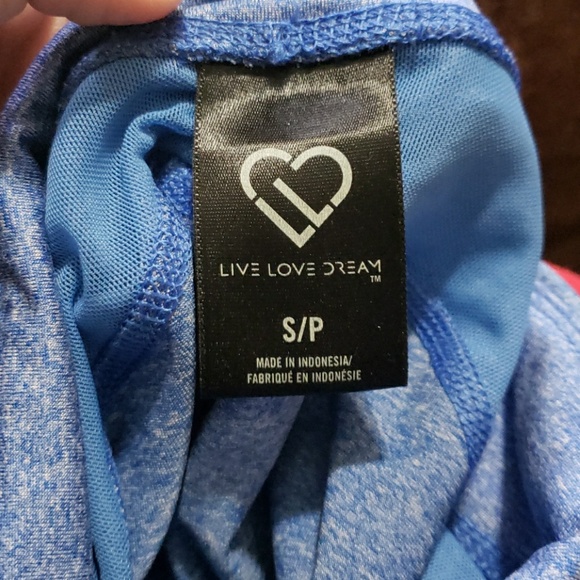 LIVE LOVE DREAM
TM
S/P
MADE IN INDONESIA/
FABRIQUÉ EN INDONÉSIE